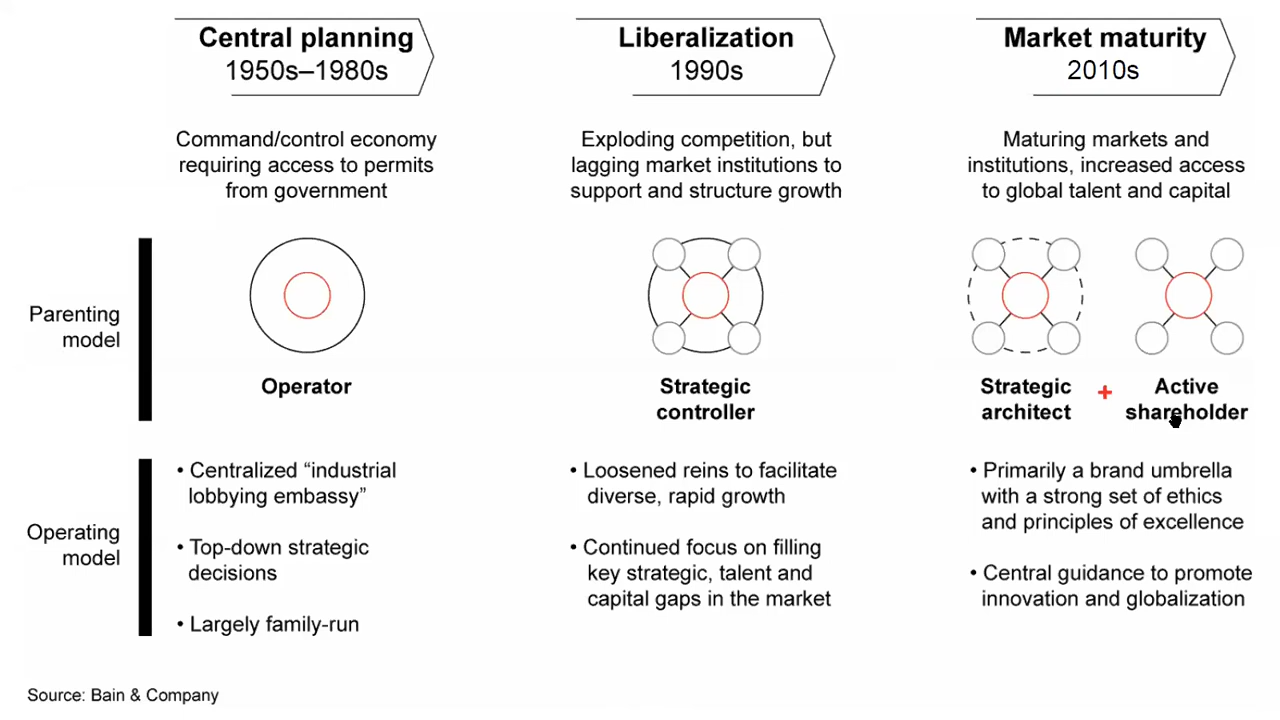 Central planning
1950s–1980s
Liberalization
1990s
Market maturity
2010s
Command/control economy
requiring access to permits
from government
Exploding competition, but
lagging market institutions to
support and structure growth
Maturing markets and
institutions, increased access
to global talent and capital
Parenting
model
Operator
Strategic
controller
Strategic
architect
+
Active
shareholder
Operating
model
• Centralized “industrial
lobbying embassy”
• Top-down strategic
decisions
• Largely family-run
• Loosened reins to facilitate
diverse, rapid growth
• Continued focus on filling
key strategic, talent and
capital gaps in the market
• Primarily a brand umbrella
with a strong set of ethics
and principles of excellence
• Central guidance to promote
innovation and globalization
Source: Bain & Company